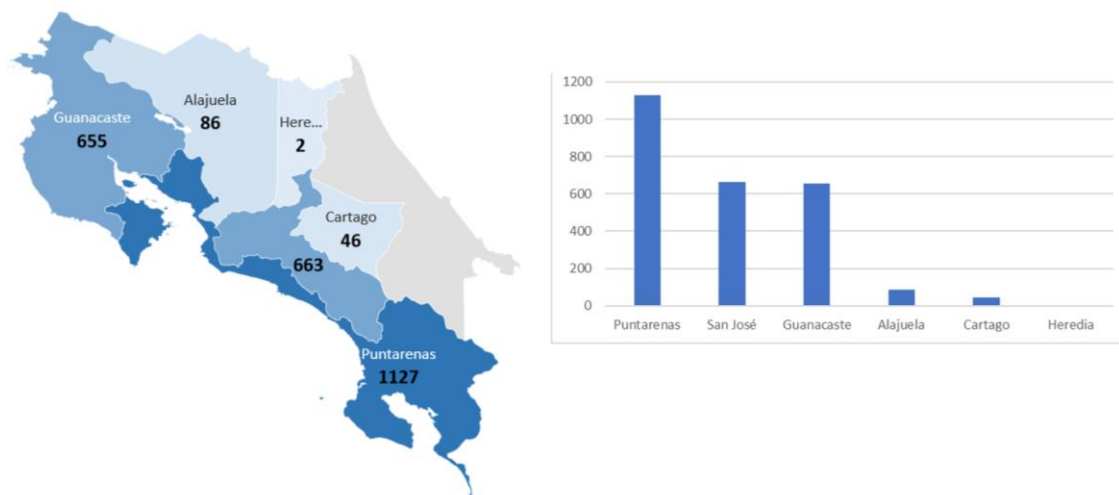 Guanacaste
655
Alajuela
86
Here...
2
Cartago
46
663
Puntarenas
1127
1200
1000
800
600
400
200
0
Puntarenas San José Guanacaste Alajuela Cartago Heredia